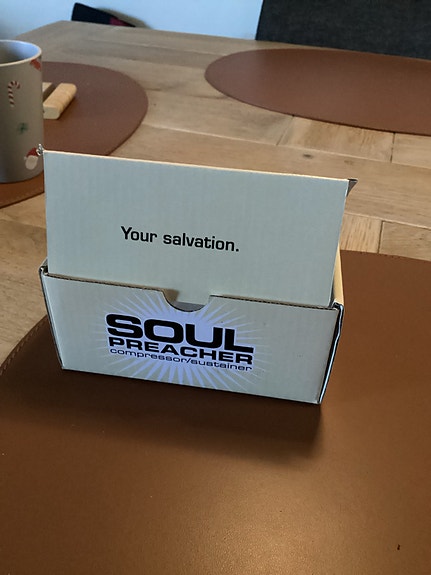 Your salvation.
SOUL
PREACHER
compressor/sustainer